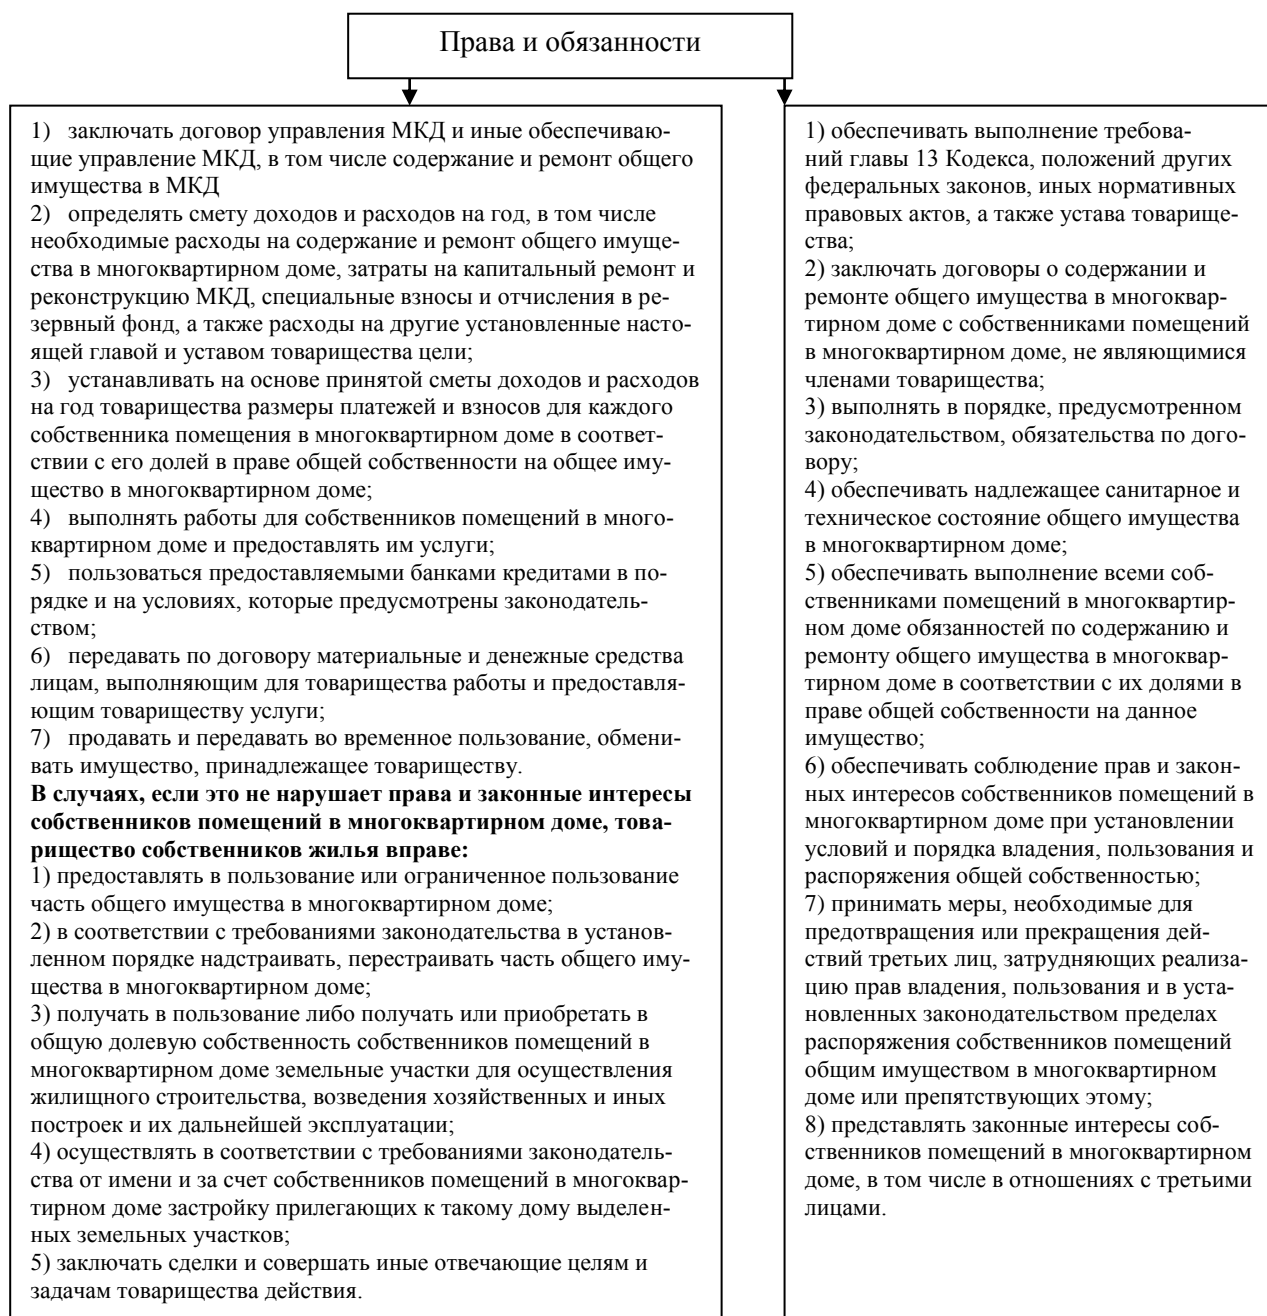 Права и обязанности
1) заключать договор управления МКД и иные обеспечиваю-
щие управление МКД, в том числе содержание и ремонт общего
имущества в МКД
2) определять смету доходов и расходов на год, в том числе
необходимые расходы на содержание и ремонт общего имуще-
ства в многоквартирном доме, затраты на капитальный ремонт и
реконструкцию МКД, специальные взносы и отчисления в ре-
зервный фонд, а также расходы на другие установленные насто-
ящей главой и уставом товарищества цели;
3) устанавливать на основе принятой сметы доходов и расходов
на год товарищества размеры платежей и взносов для каждого
собственника помещения в многоквартирном доме в соответ-
ствии с его долей в праве общей собственности на общее иму-
щество в многоквартирном доме;
4) выполнять работы для собственников помещений в много-
квартирном доме и предоставлять им услуги;
5) пользоваться предоставляемыми банками кредитами в по-
рядке и на условиях, которые предусмотрены законодатель-
ством;
6) передавать по договору материальные и денежные средства
лицам, выполняющим для товарищества работы и предоставля-
ющим товариществу услуги;
7) продавать и передавать во временное пользование, обмени-
вать имущество, принадлежащее товариществу.
В случаях, если это не нарушает права и законные интересы
собственников помещений в многоквартирном доме, това-
рищество собственников жилья вправе:
1) предоставлять в пользование или ограниченное пользование
часть общего имущества в многоквартирном доме;
2) в соответствии с требованиями законодательства в установ-
ленном порядке надстраивать, перестраивать часть общего иму-
щества в многоквартирном доме;
3) получать в пользование либо получать или приобретать в
общую долевую собственность собственников помещений в
многоквартирном доме земельные участки для осуществления
жилищного строительства, возведения хозяйственных и иных
построек и их дальнейшей эксплуатации;
4) осуществлять в соответствии с требованиями законодатель-
ства от имени и за счет собственников помещений в многоквар-
тирном доме застройку прилегающих к такому дому выделен-
ных земельных участков;
5) заключать сделки и совершать иные отвечающие целям и
задачам товарищества действия.
1) обеспечивать выполнение требова-
ний главы 13 Кодекса, положений других
федеральных законов, иных нормативных
правовых актов, а также устава товарище-
ства;
2) заключать договоры о содержании и
ремонте общего имущества в многоквар-
тирном доме с собственниками помещений
в многоквартирном доме, не являющимися
членами товарищества;
3) выполнять в порядке, предусмотренном
законодательством, обязательства по дого-
вору;
4) обеспечивать надлежащее санитарное и
техническое состояние общего имущества
в многоквартирном доме;
5) обеспечивать выполнение всеми соб-
ственниками помещений в многоквартир-
ном доме обязанностей по содержанию и
ремонту общего имущества в многоквар-
тирном доме в соответствии с их долями в
праве общей собственности на данное
имущество;
6) обеспечивать соблюдение прав и закон-
ных интересов собственников помещений в
многоквартирном доме при установлении
условий и порядка владения, пользования и
распоряжения общей собственностью;
7) принимать меры, необходимые для
предотвращения или прекращения дей-
ствий третьих лиц, затрудняющих реализа-
цию прав владения, пользования и в уста-
новленных законодательством пределах
распоряжения собственников помещений
общим имуществом в многоквартирном
доме или препятствующих этому;
8) представлять законные интересы соб-
ственников помещений в многоквартирном
доме, в том числе в отношениях с третьими
лицами.